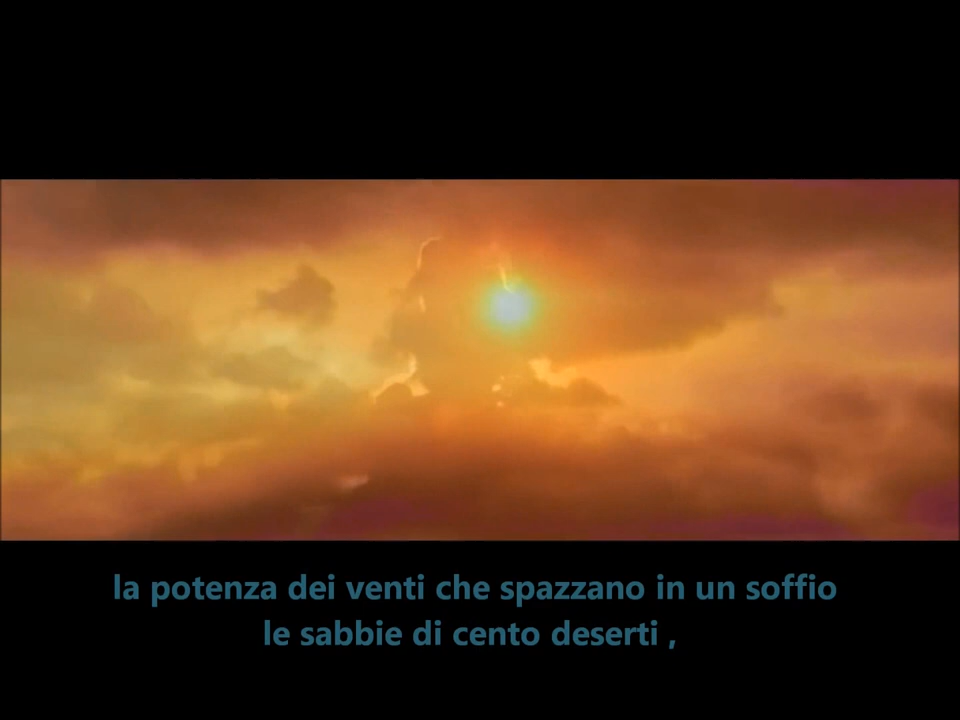 la potenza dei venti che spazzano in un soffio
le sabbie di cento deserti ,